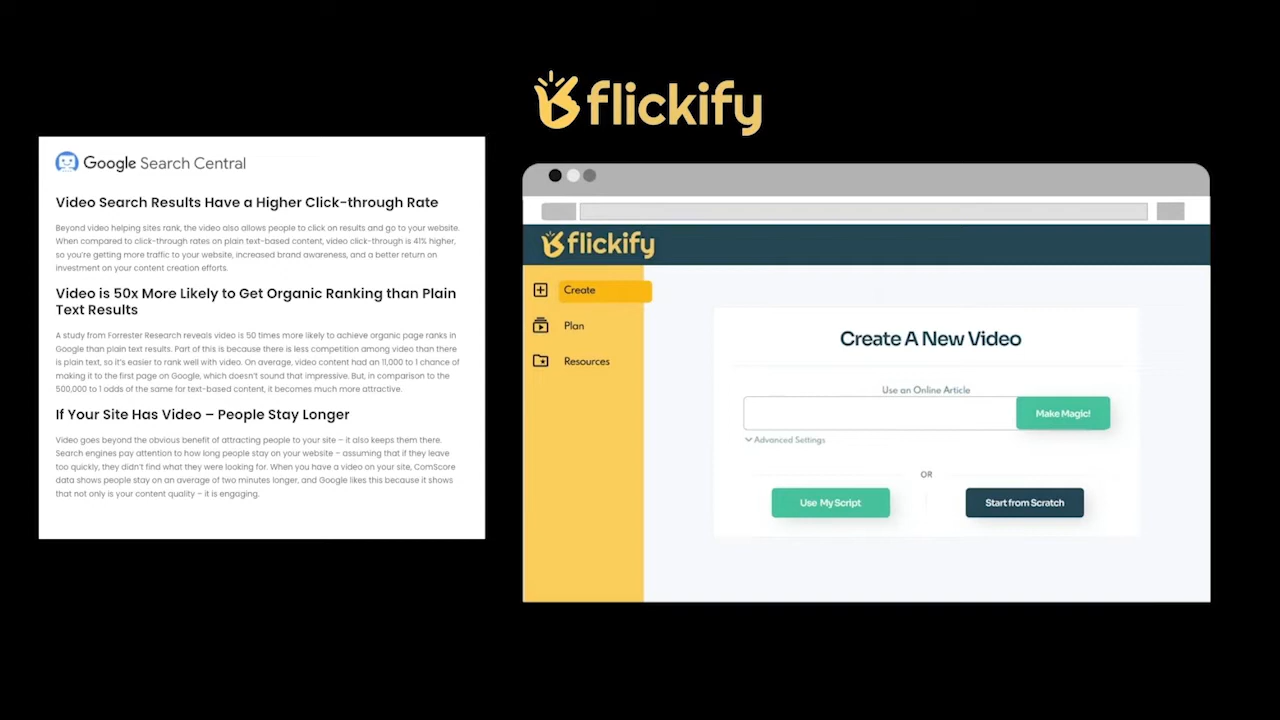 flickify
Google Search Central
Video Search Results Have a Higher Click-through Rate
Beyond video helping sites rank, the video also allows people to click on results and go to your website.
When compared to click-through rates on plain text-based content, video click-through is 41% higher,
so you're getting more traffic to your website, increased brand awareness, and a better return on
investment on your content creation efforts.
Video is 50x More Likely to Get Organic Ranking than Plain
Text Results
A study from Forrester Research reveals video is 50 times more likely to achieve organic page ranks in
Google than plain text results. Part of this is because there is less competition among video than there
is plain text, so it's easier to rank well with video. On average, video content had an 11,000 to 1 chance of
making it to the first page on Google, which doesn't sound that impressive. But, in comparison to the
500,000 to 1 odds of the same for text-based content, it becomes much more attractive.
If Your Site Has Video – People Stay Longer
Video goes beyond the obvious benefit of attracting people to your site – it also keeps them there.
Search engines pay attention to how long people stay on your website – assuming that if they leave
too quickly, they didn't find what they were looking for. When you have a video on your site, ComScore
data shows people stay on an average of two minutes longer, and Google likes this because it shows
that not only is your content quality – it is engaging.
flickify
Create
Plan
Resources
Create A New Video
Use an Online Article
Make Magic!
Advanced Settings
OR
Use My Script
Start from Scratch